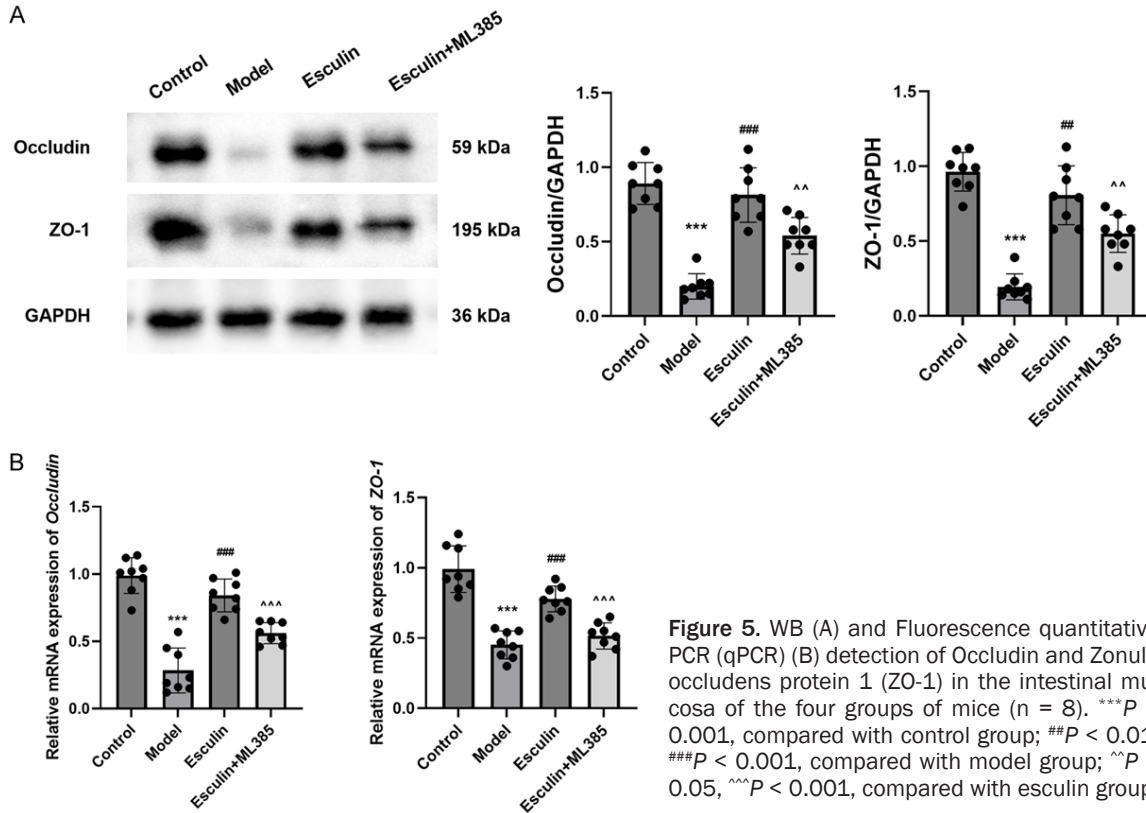 A
Control Model Esculin Esculin+ML385
Occludin 59 kDa
ZO-1 195 kDa
GAPDH 36 kDa
Occludin/GAPDH
1.5
1.0
0.5
0.0
***
###
^^
Control Model Esculin Esculin+ML385
ZO-1/GAPDH
1.5
1.0
0.5
0.0
***
##
^^
Control Model Esculin Esculin+ML385
B
Relative mRNA expression of Occludin
1.5
1.0
0.5
0.0
***
###
^^^
Control Model Esculin Esculin+ML385
Relative mRNA expression of ZO-1
1.5
1.0
0.5
0.0
***
###
^^^
Control Model Esculin Esculin+ML385
Figure 5. WB (A) and Fluorescence quantitative
PCR (qPCR) (B) detection of Occludin and Zonul
occludens protein 1 (ZO-1) in the intestinal mu
cosa of the four groups of mice (n = 8). ***P
0.001, compared with control group; ##P < 0.01
###P < 0.001, compared with model group; ^^P
0.05, ^^^P < 0.001, compared with esculin group